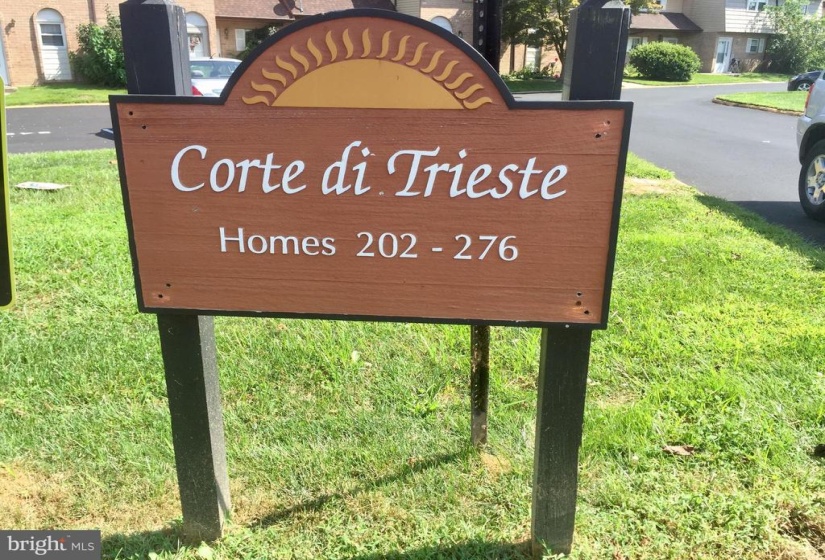 Corte di Trieste
Homes 202 - 276
bright MLS